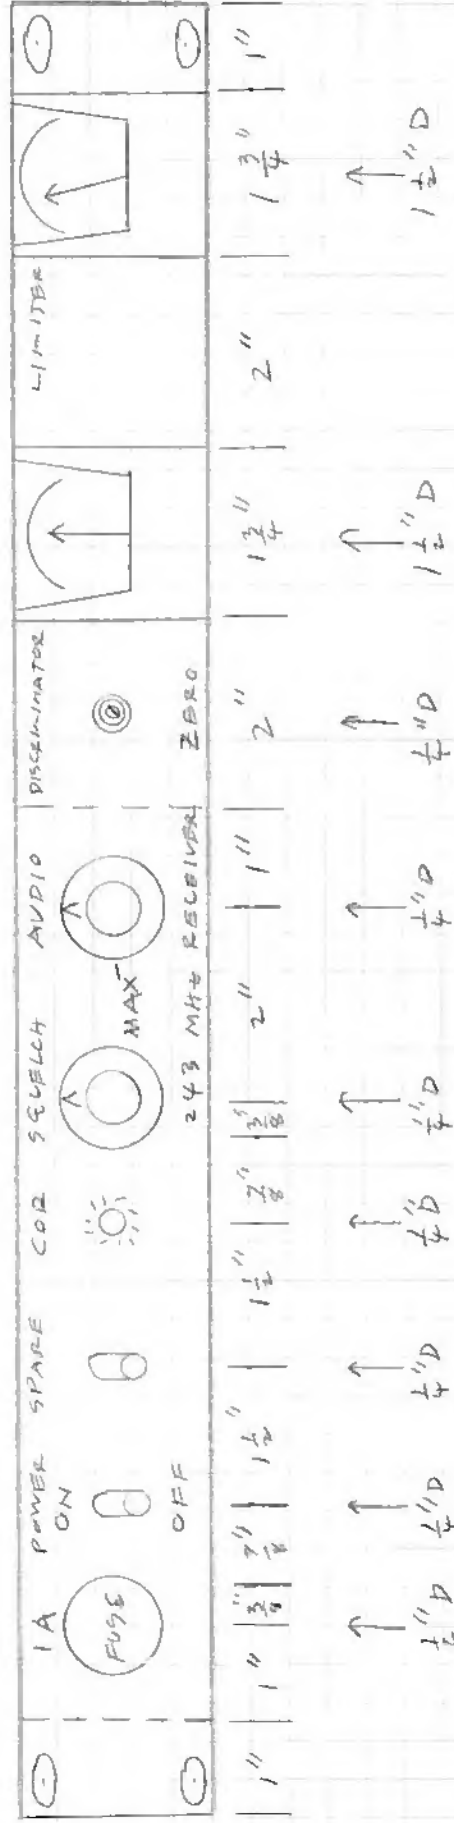 1A POWER SPARE COR SQUELCH AUDIO DISCRIMINATOR LIMITER
ON
FUSE
MAX
OFF 243 MHz RECEIVER ZERO
1" 1" 3/8" 7/8" 1 1/2" 1 1/2" 7/8" 3/8" 2" 1" 2" 1 3/4" 2" 1 3/4" 1"
1/2" D 1/4" D 1/4" D 1/4" D 1/4" D 1/4" D 1/4" D 1 1/2" D 1 1/2" D